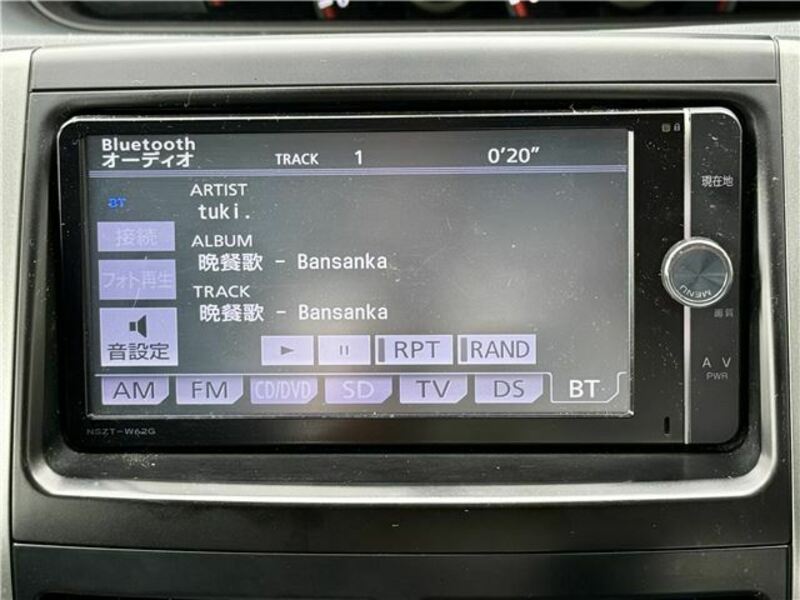 Bluetooth
オーディオ TRACK 1 0'20"
BT
ARTIST
tuki.
接続
ALBUM
晩餐歌 - Bansanka
フォト再生
TRACK
晩餐歌 - Bansanka
音設定
RPT RAND
AM FM CD/DVD SD TV DS BT
NSZT-W62G
現在地
MENU
画質
A V
PWR